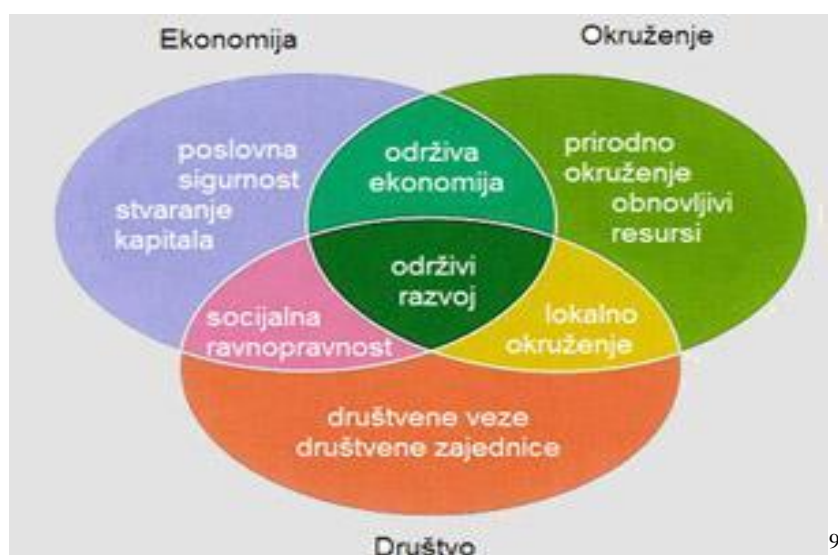 Ekonomija
Okruženje
poslovna
sigurnost
stvaranje
kapitala
održiva
ekonomija
prirodno
okruženje
obnovljivi
resursi
održivi
razvoj
socijalna
ravnopravnost
lokalno
okruženje
društvene veze
društvene zajednice
Društvo
9